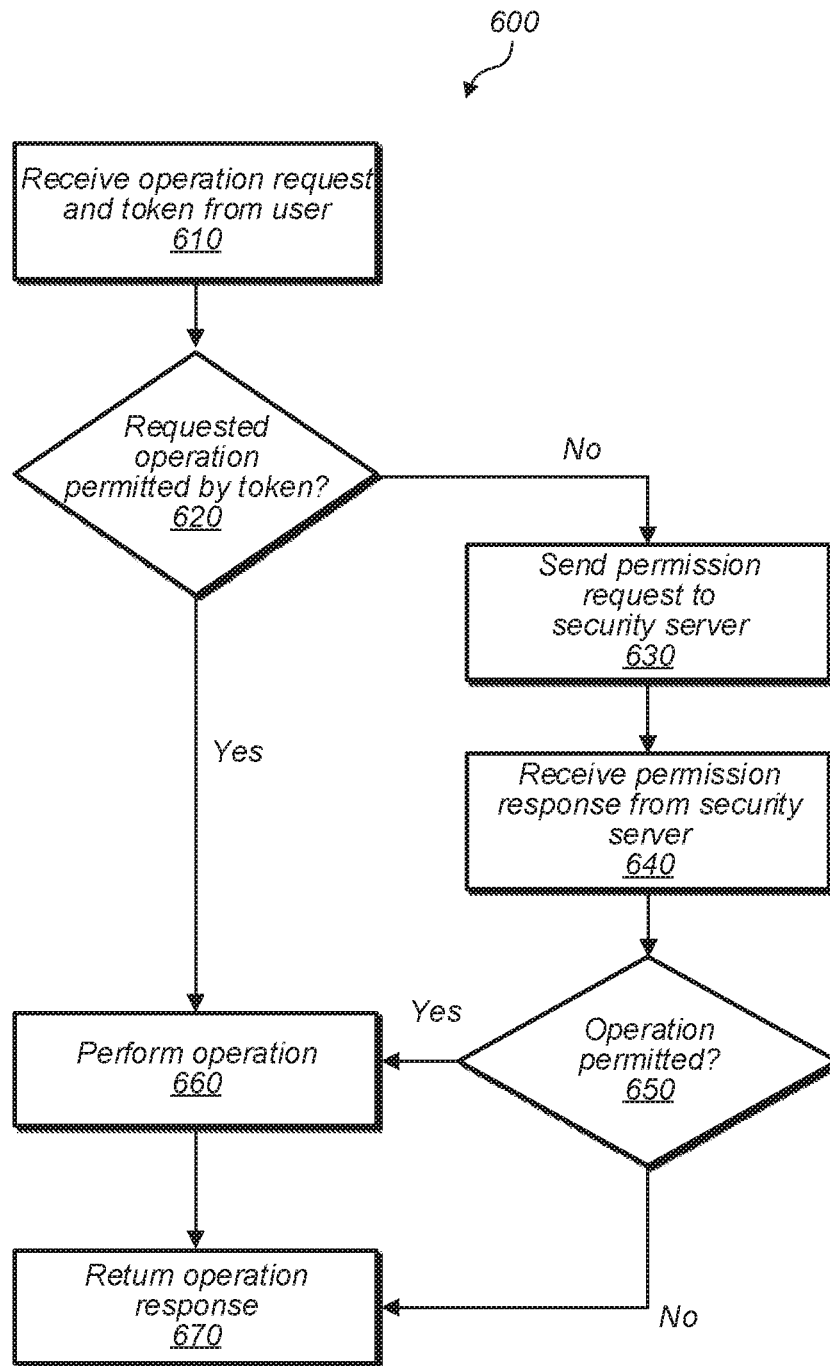 600
Receive operation request
and token from user
610
Requested
operation
permitted by token?
620
No
Send permission
request to
security server
630
Yes
Receive permission
response from security
server
640
Yes
Operation
permitted?
650
Perform operation
660
Return operation
response
670
No